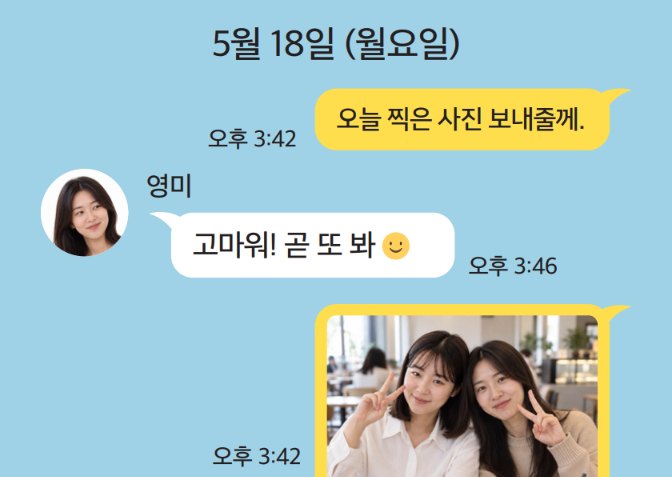 5월 18일 (월요일)
오늘 찍은 사진 보내줄께.
오후 3:42
영미
고마워! 곧 또 봐 🙂
오후 3:46
오후 3:42